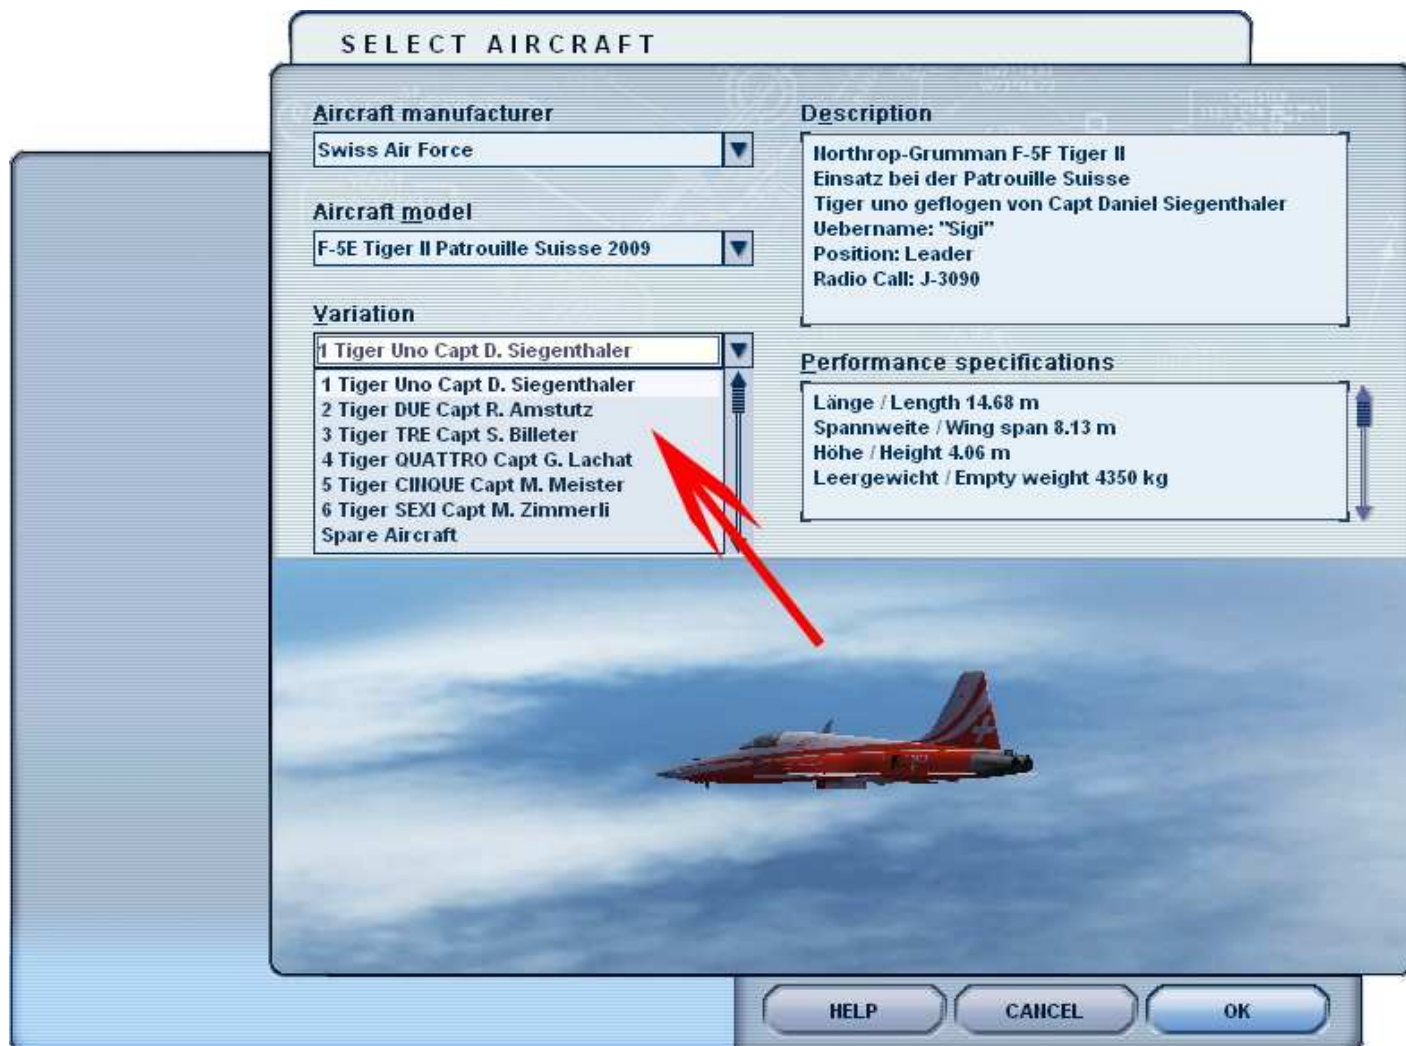 SELECT AIRCRAFT
Aircraft manufacturer
Swiss Air Force
Aircraft model
F-5E Tiger II Patrouille Suisse 2009
Variation
1 Tiger Uno Capt D. Siegenthaler
1 Tiger Uno Capt D. Siegenthaler
2 Tiger DUE Capt R. Amstutz
3 Tiger TRE Capt S. Billeter
4 Tiger QUATTRO Capt G. Lachat
5 Tiger CINQUE Capt M. Meister
6 Tiger SEXI Capt M. Zimmerli
Spare Aircraft
Description
Northrop-Grumman F-5F Tiger II
Einsatz bei der Patrouille Suisse
Tiger uno geflogen von Capt Daniel Siegenthaler
Uebername: "Sigi"
Position: Leader
Radio Call: J-3090
Performance specifications
Länge / Length 14.68 m
Spannweite / Wing span 8.13 m
Höhe / Height 4.06 m
Leergewicht / Empty weight 4350 kg
HELP
CANCEL
OK